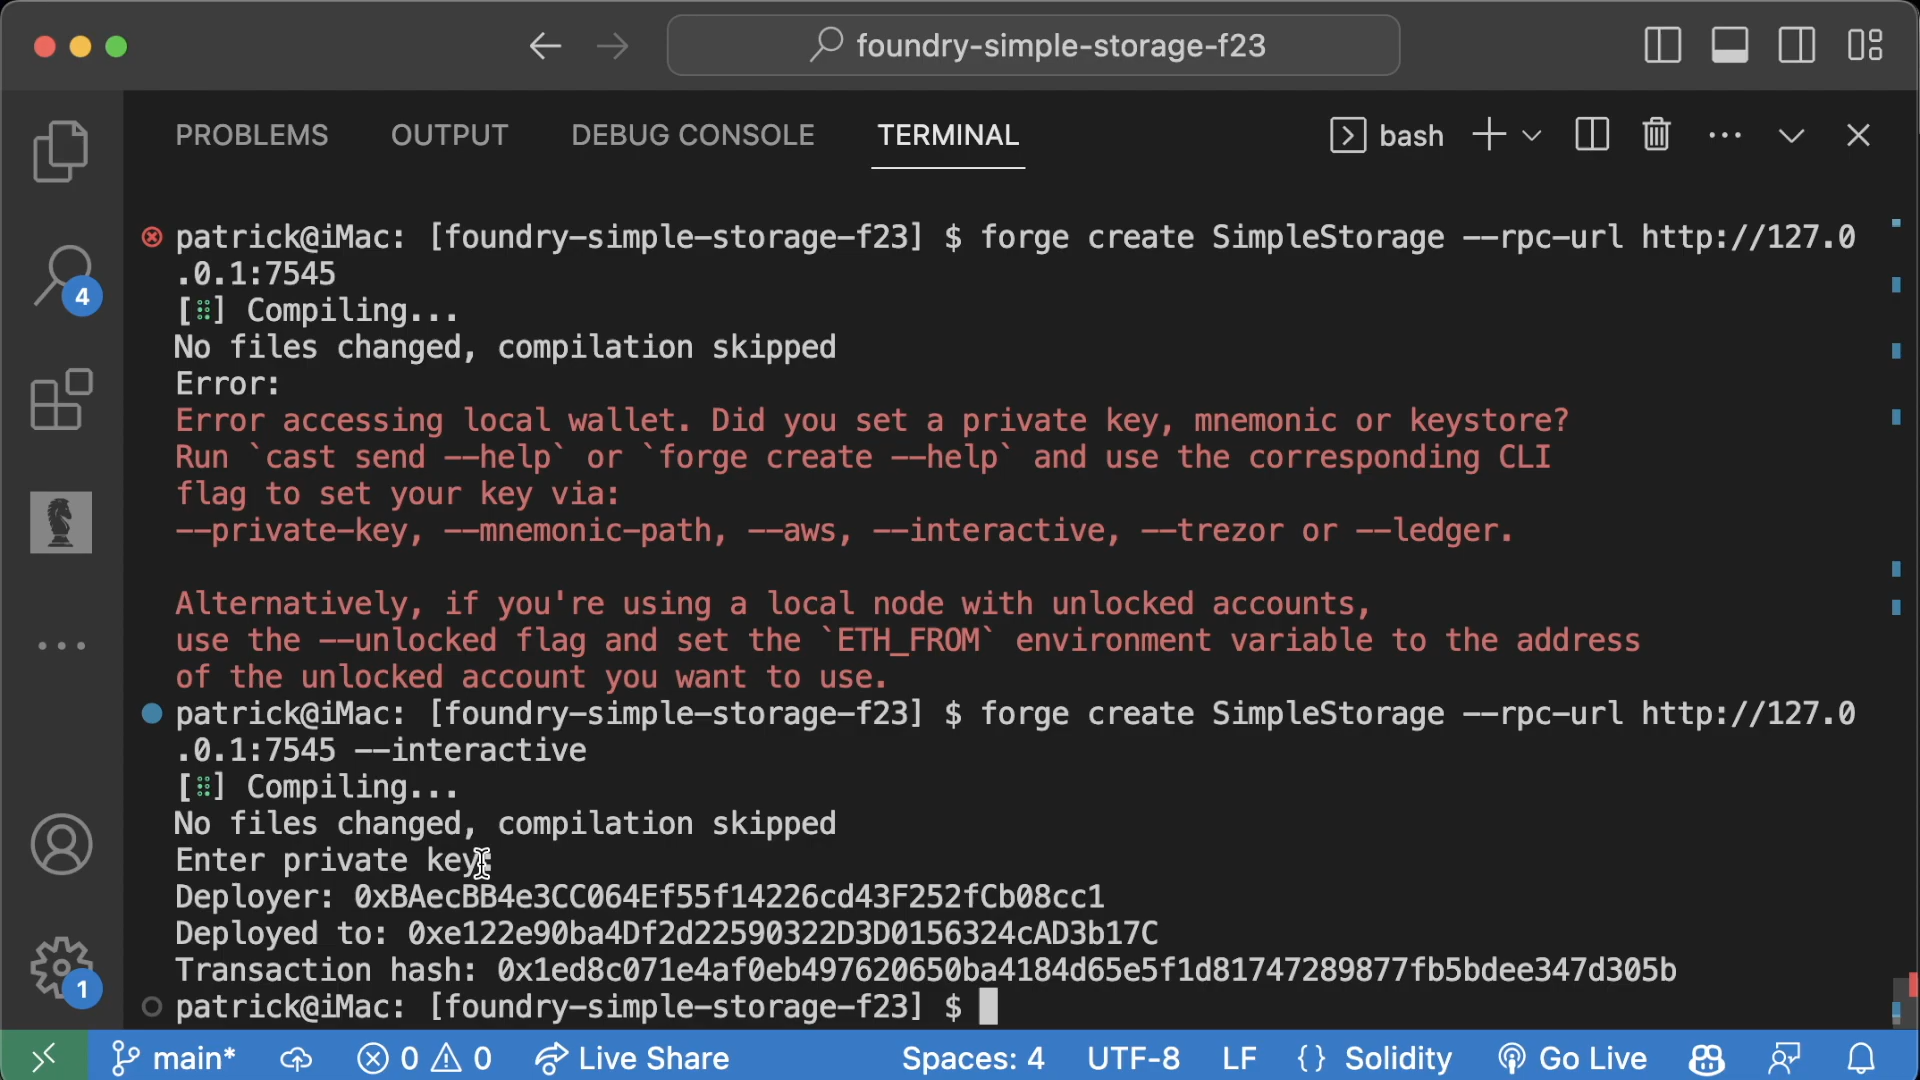 foundry-simple-storage-f23
PROBLEMS OUTPUT DEBUG CONSOLE TERMINAL bash
patrick@iMac: [foundry-simple-storage-f23] $ forge create SimpleStorage --rpc-url http://127.0
.0.1:7545
[⠿] Compiling...
No files changed, compilation skipped
Error:
Error accessing local wallet. Did you set a private key, mnemonic or keystore?
Run `cast send --help` or `forge create --help` and use the corresponding CLI
flag to set your key via:
--private-key, --mnemonic-path, --aws, --interactive, --trezor or --ledger.
Alternatively, if you're using a local node with unlocked accounts,
use the --unlocked flag and set the `ETH_FROM` environment variable to the address
of the unlocked account you want to use.
patrick@iMac: [foundry-simple-storage-f23] $ forge create SimpleStorage --rpc-url http://127.0
.0.1:7545 --interactive
[⠿] Compiling...
No files changed, compilation skipped
Enter private key:
Deployer: 0xBAecBB4e3CC064Ef55f14226cd43F252fCb08cc1
Deployed to: 0xe122e90ba4Df2d22590322D3D0156324cAD3b17C
Transaction hash: 0x1ed8c071e4af0eb497620650ba4184d65e5f1d81747289877fb5bdee347d305b
patrick@iMac: [foundry-simple-storage-f23] $
4
1
main* 0 0 Live Share Spaces: 4 UTF-8 LF {} Solidity Go Live